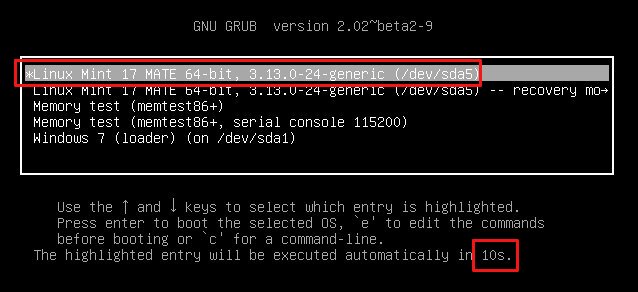 GNU GRUB version 2.02~beta2-9
*Linux Mint 17 MATE 64-bit, 3.13.0-24-generic (/dev/sda5)
Linux Mint 17 MATE 64-bit, 3.13.0-24-generic (/dev/sda5) -- recovery mo→
Memory test (memtest86+)
Memory test (memtest86+, serial console 115200)
Windows 7 (loader) (on /dev/sda1)
Use the ↑ and ↓ keys to select which entry is highlighted.
Press enter to boot the selected OS, `e' to edit the commands
before booting or `c' for a command-line.
The highlighted entry will be executed automatically in 10s.